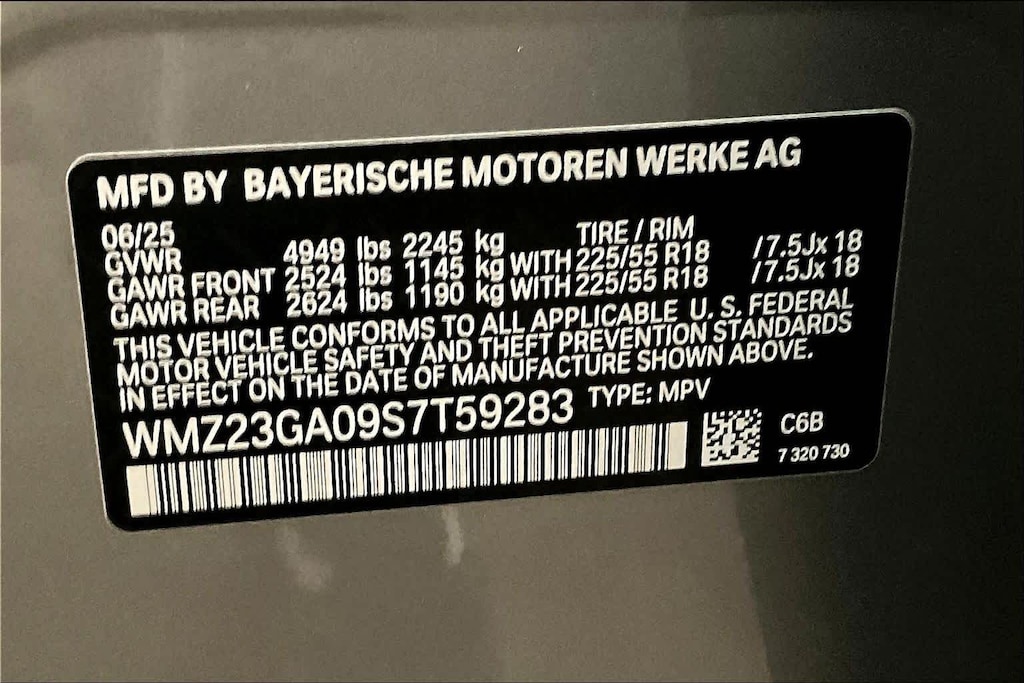 MFD BY BAYERISCHE MOTOREN WERKE AG
06/25 TIRE / RIM
GVWR 4949 lbs 2245 kg
GAWR FRONT 2524 lbs 1145 kg WITH 225/55 R18 /7.5Jx 18
GAWR REAR 2624 lbs 1190 kg WITH 225/55 R18 /7.5Jx 18
THIS VEHICLE CONFORMS TO ALL APPLICABLE U. S. FEDERAL
MOTOR VEHICLE SAFETY AND THEFT PREVENTION STANDARDS
IN EFFECT ON THE DATE OF MANUFACTURE SHOWN ABOVE.
WMZ23GA09S7T59283 TYPE: MPV
C6B
7 320 730